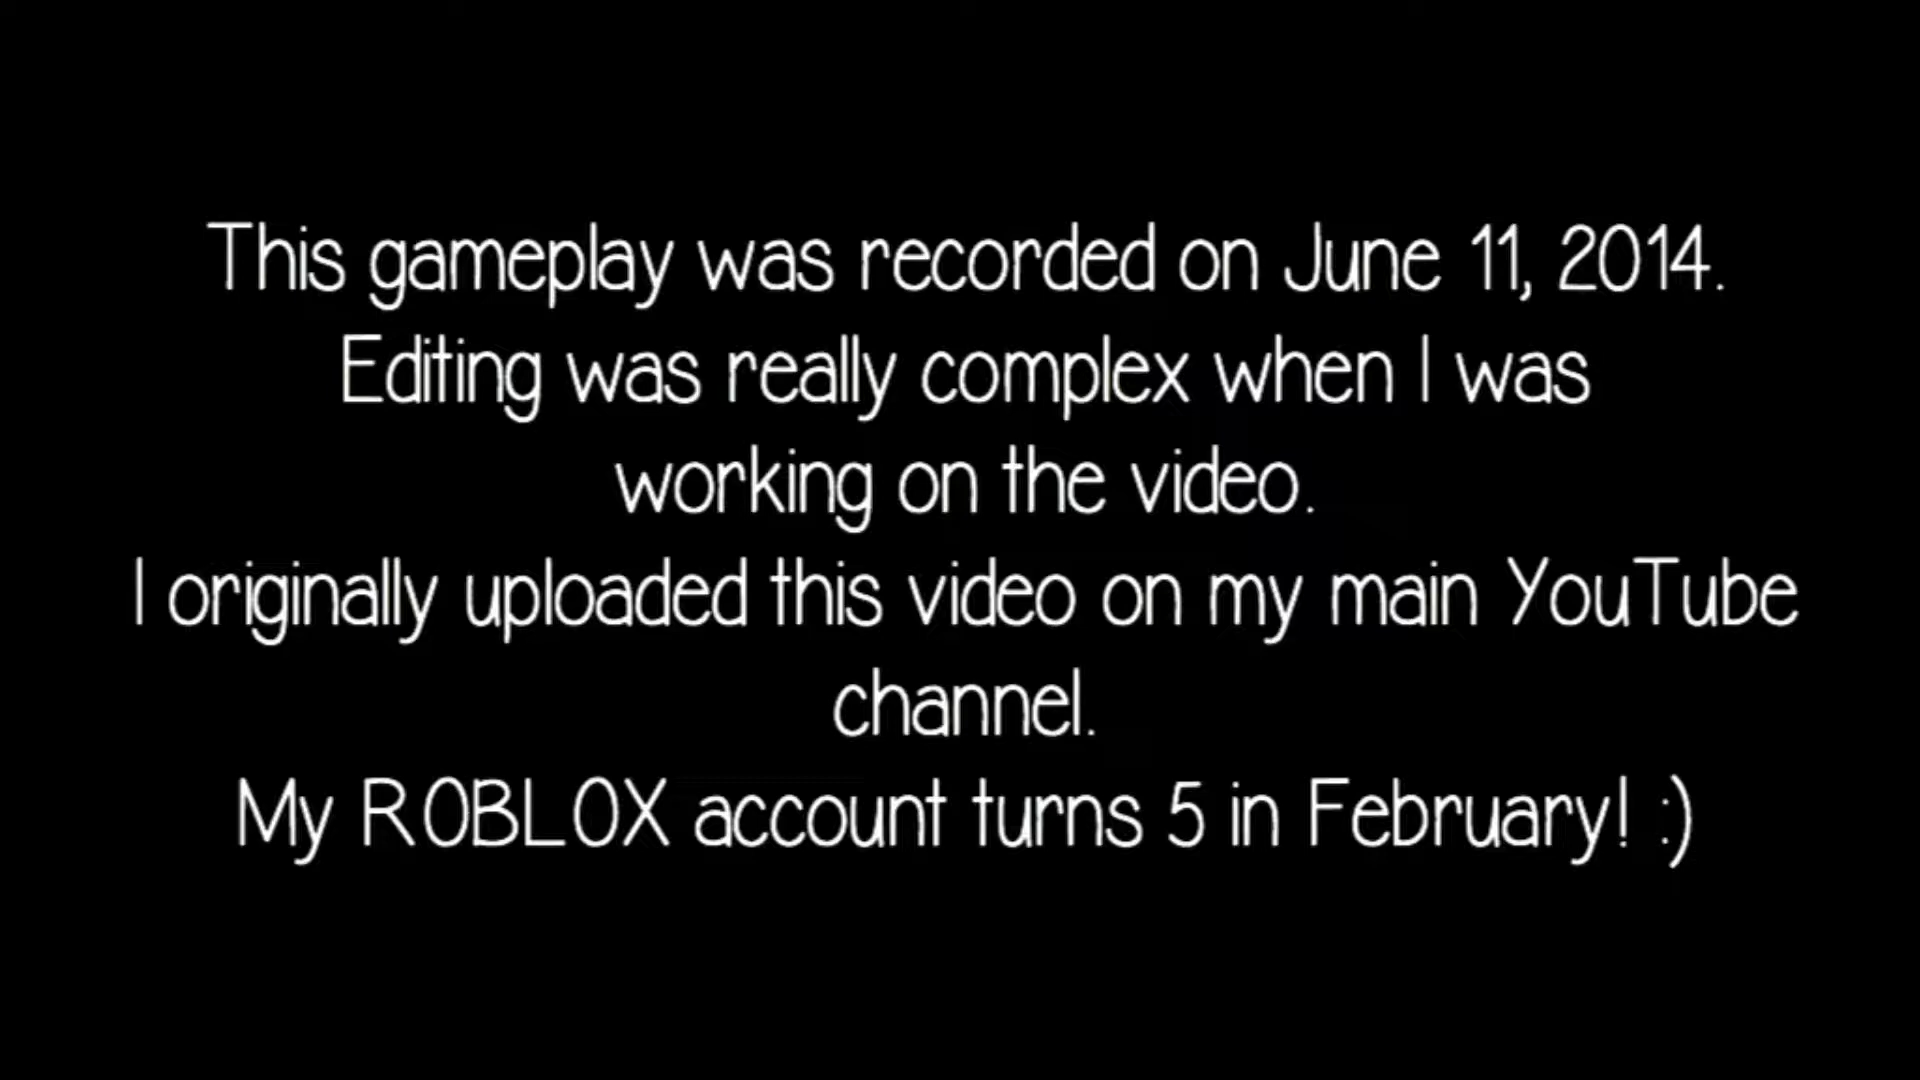 This gameplay was recorded on June 11, 2014.
Editing was really complex when I was
working on the video.
I originally uploaded this video on my main YouTube
channel.
My ROBLOX account turns 5 in February! :)